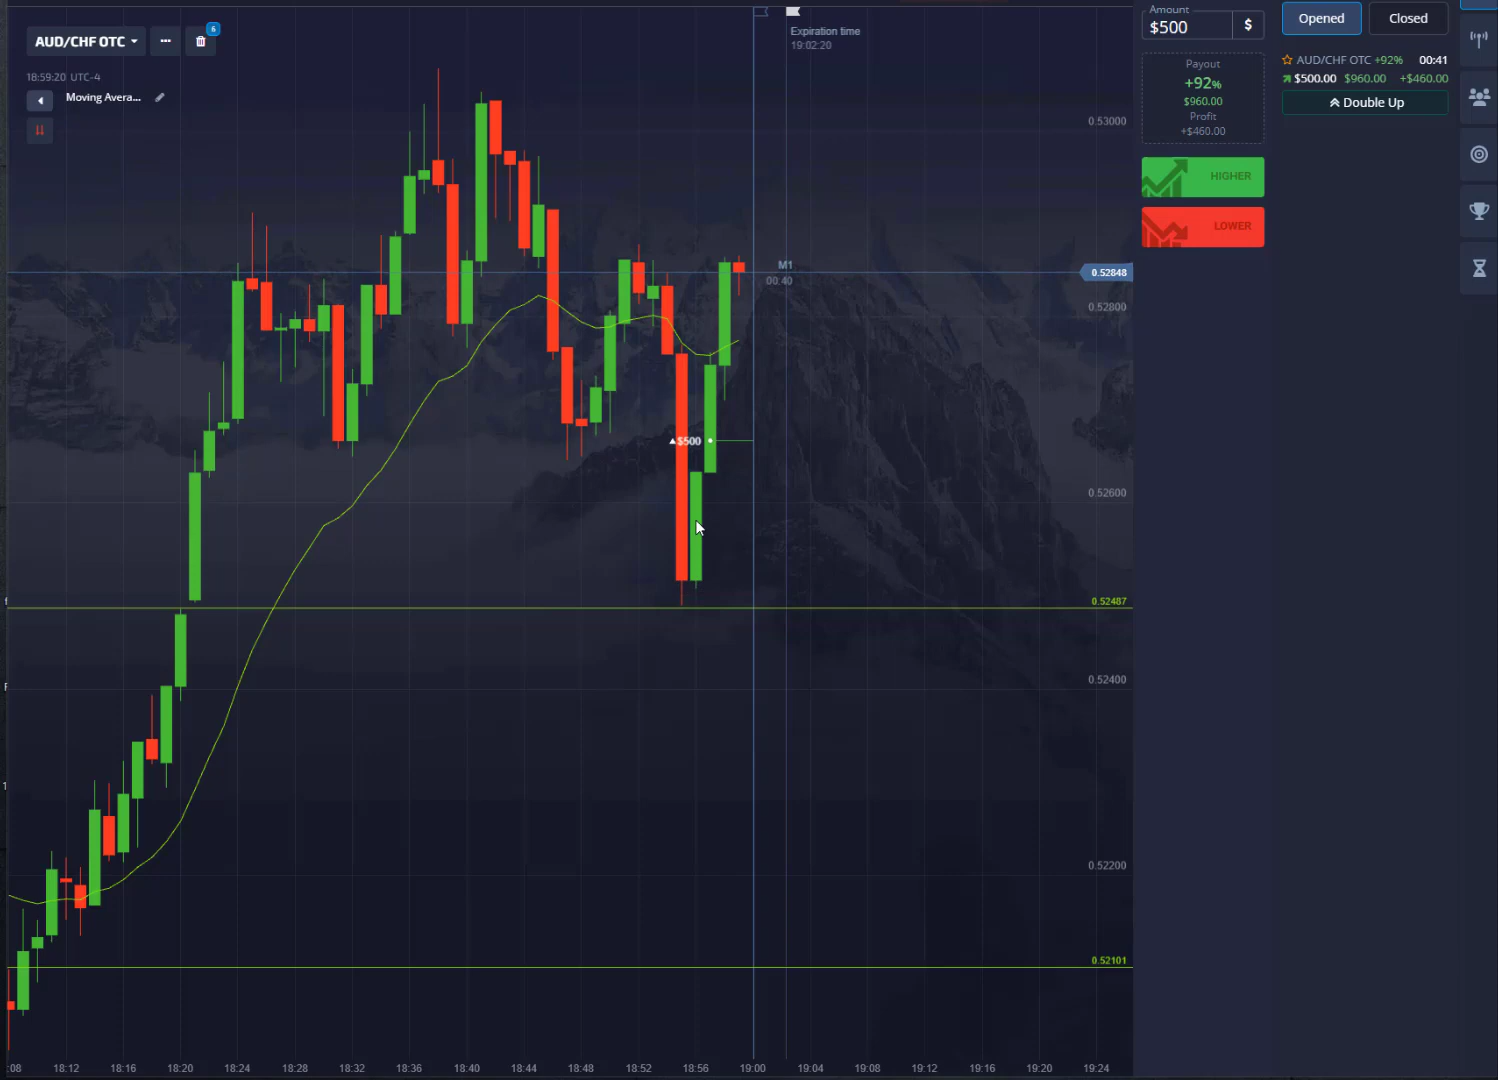 AUD/CHF OTC
6
18:59:20 UTC-4
Moving Avera...
Expiration time
19:02:20
Amount
$500
$
Payout
+92%
$960.00
Profit
+$460.00
HIGHER
LOWER
Opened
Closed
AUD/CHF OTC +92% 00:41
$500.00 $960.00 +$460.00
Double Up
0.53000
M1
00:40
0.52848
0.52800
$500
0.52600
0.52487
0.52400
0.52200
0.52101
:08 18:12 18:16 18:20 18:24 18:28 18:32 18:36 18:40 18:44 18:48 18:52 18:56 19:00 19:04 19:08 19:12 19:16 19:20 19:24